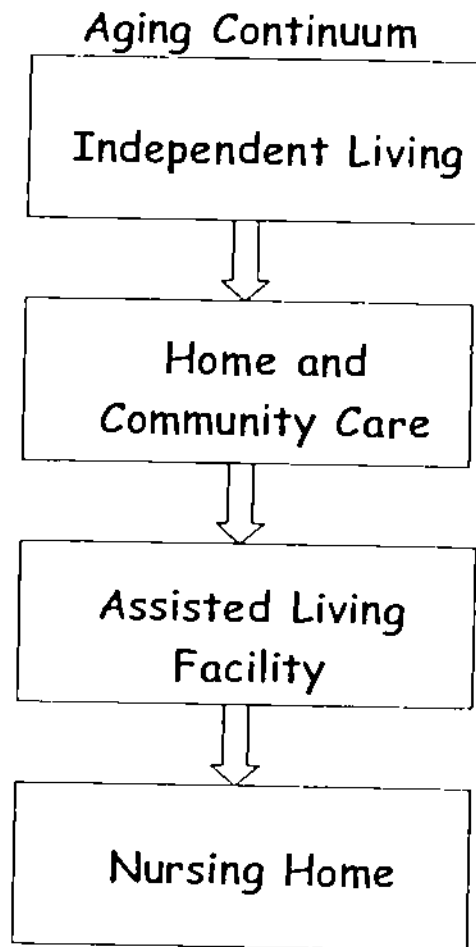 Aging Continuum
Independent Living
Home and
Community Care
Assisted Living
Facility
Nursing Home